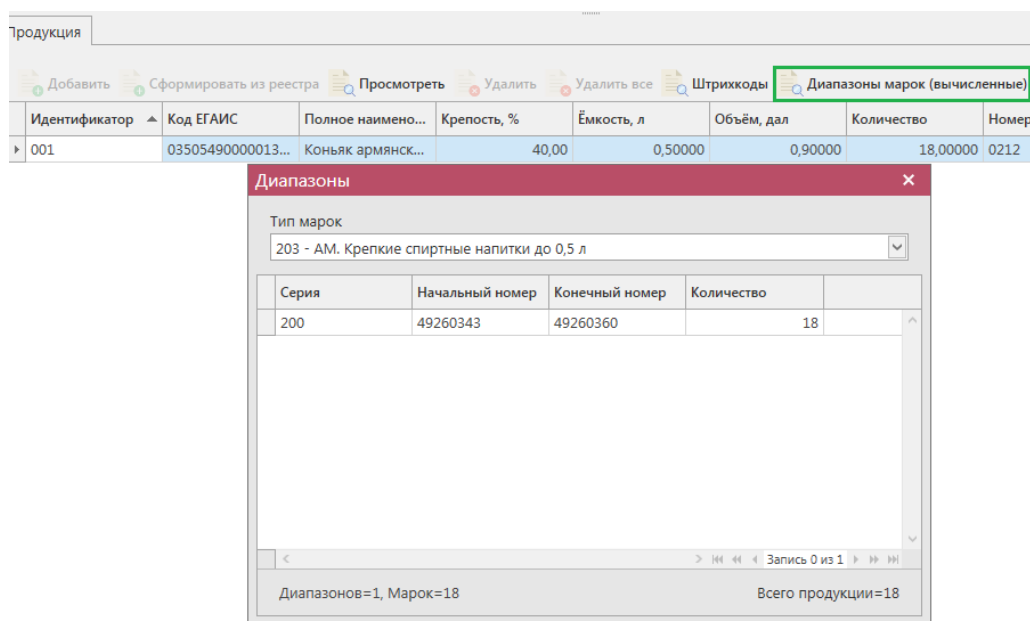 Продукция
Добавить Сформировать из реестра Просмотреть Удалить Удалить все Штрихкоды Диапазоны марок (вычисленные)
Идентификатор Код ЕГАИС Полное наимено... Крепость, % Ёмкость, л Объём, дал Количество Номер
001 03505490000013... Коньяк армянск... 40,00 0,50000 0,90000 18,00000 0212
Диапазоны
Тип марок
203 - АМ. Крепкие спиртные напитки до 0,5 л
Серия Начальный номер Конечный номер Количество
200 49260343 49260360 18
Запись 0 из 1
Диапазонов=1, Марок=18 Всего продукции=18